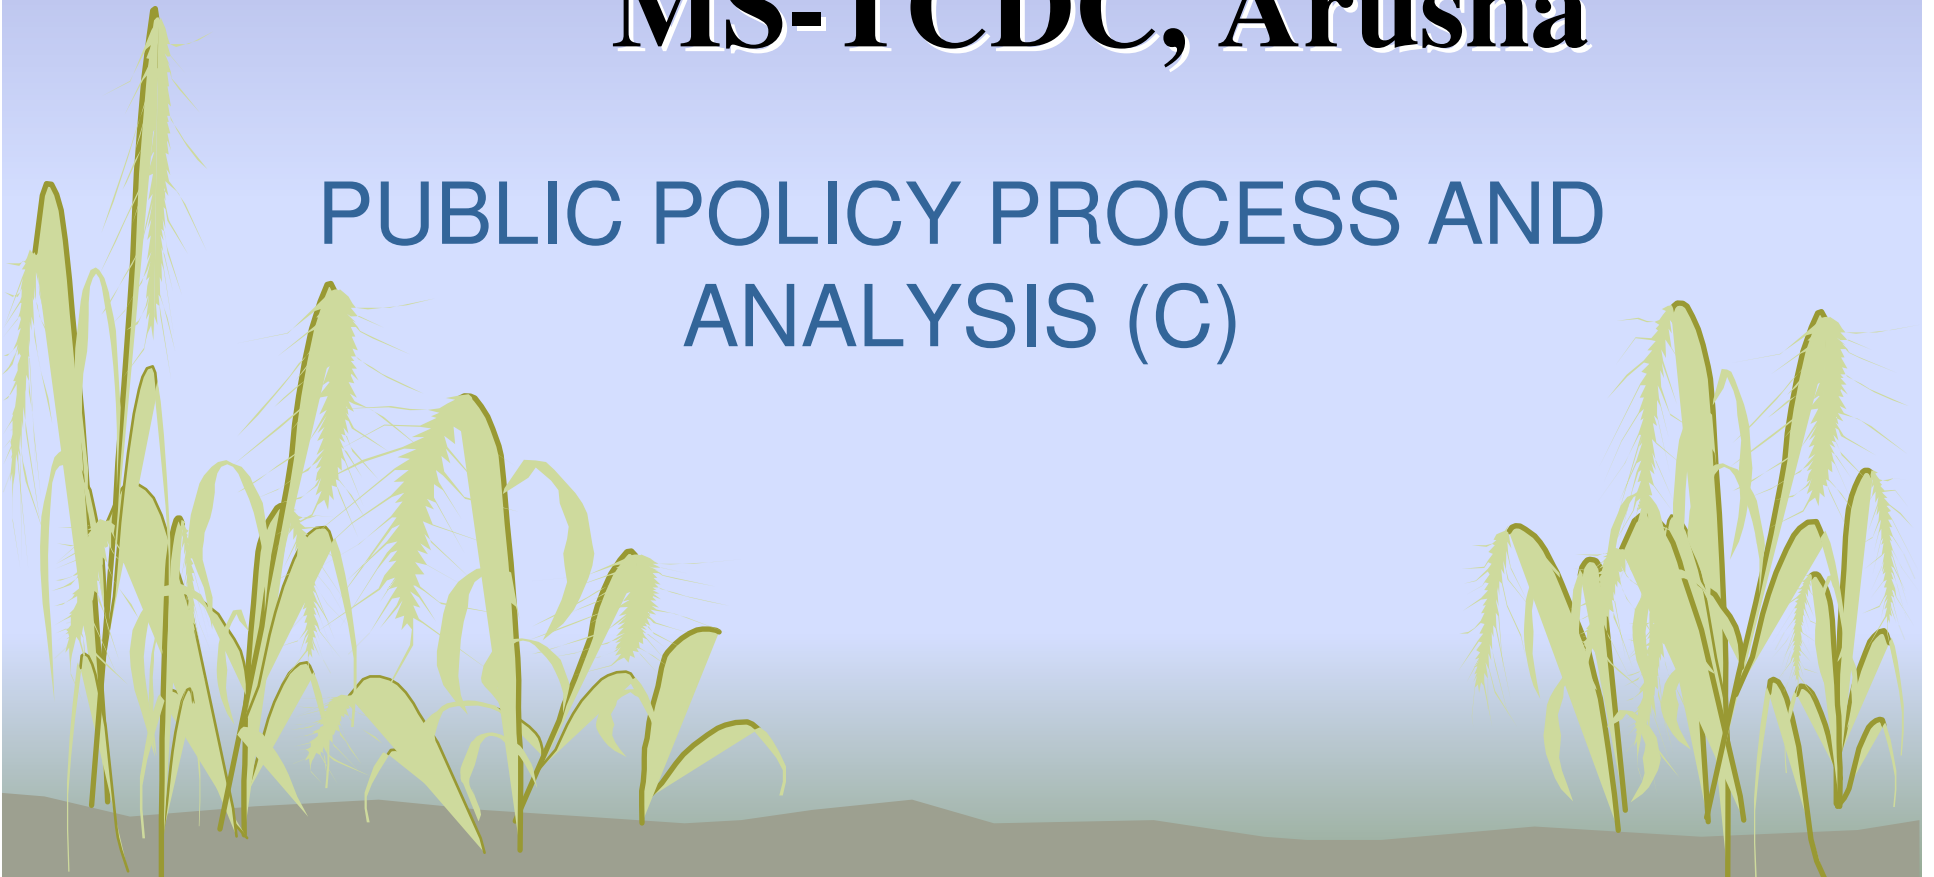 MS-TCDC, Arusha
PUBLIC POLICY PROCESS AND
ANALYSIS (C)